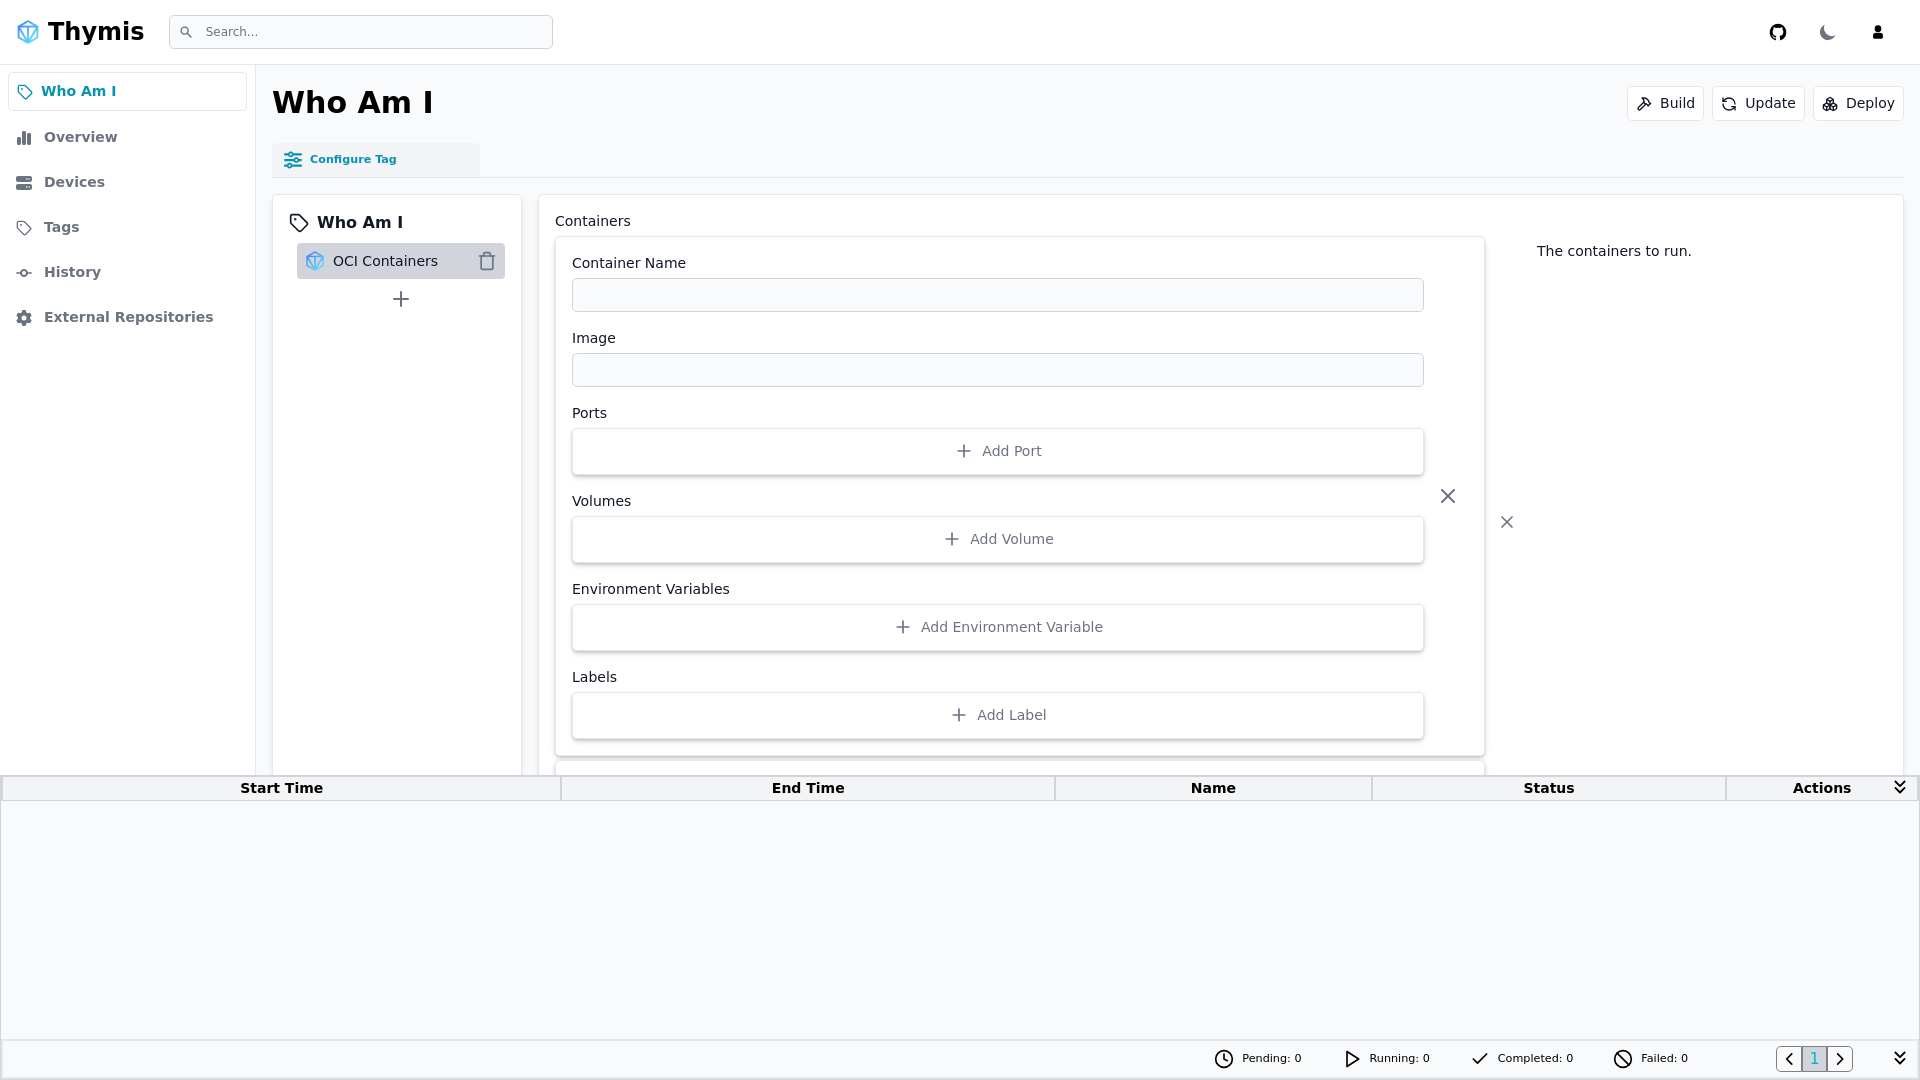 Thymis
Search...
Who Am I
Overview
Devices
Tags
History
External Repositories
Who Am I
Build
Update
Deploy
Configure Tag
Who Am I
OCI Containers
Containers
Container Name
Image
Ports
Add Port
Volumes
Add Volume
Environment Variables
Add Environment Variable
Labels
Add Label
The containers to run.
Start Time End Time Name Status Actions
Pending: 0 Running: 0 Completed: 0 Failed: 0 1